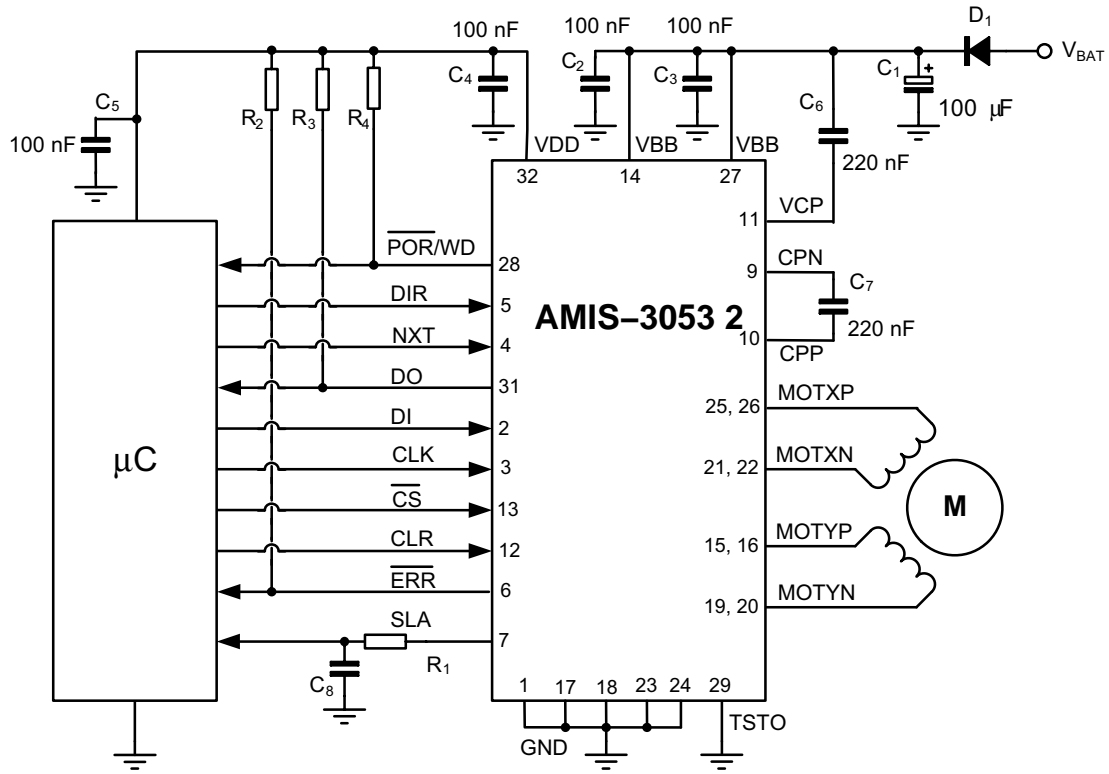 100 nF
100 nF
100 nF
D1
VBAT
C5
C4
C2
C3
C1
+
100 µF
100 nF
R2
R3
R4
C6
220 nF
VDD
VBB
VBB
32
14
27
11
VCP
POR/WD
28
9
CPN
C7
220 nF
DIR
5
AMIS–3053 2
NXT
4
10
CPP
DO
31
25, 26
MOTXP
DI
2
µC
CLK
3
21, 22
MOTXN
CS
13
M
CLR
12
15, 16
MOTYP
ERR
6
19, 20
MOTYN
SLA
7
R1
C8
1
17
18
23
24
29
GND
TSTO